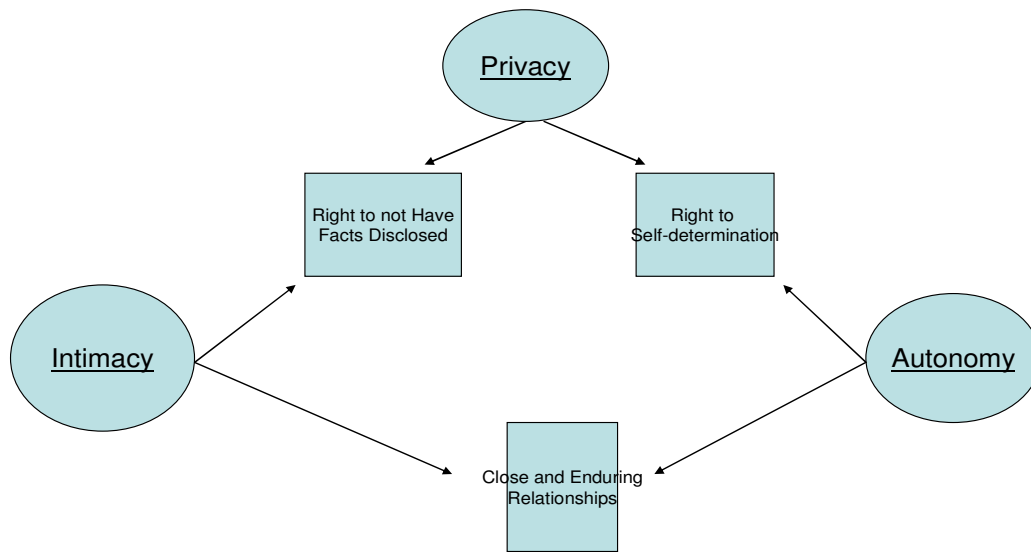 Privacy
Right to not Have
Facts Disclosed
Right to
Self-determination
Intimacy
Autonomy
Close and Enduring
Relationships